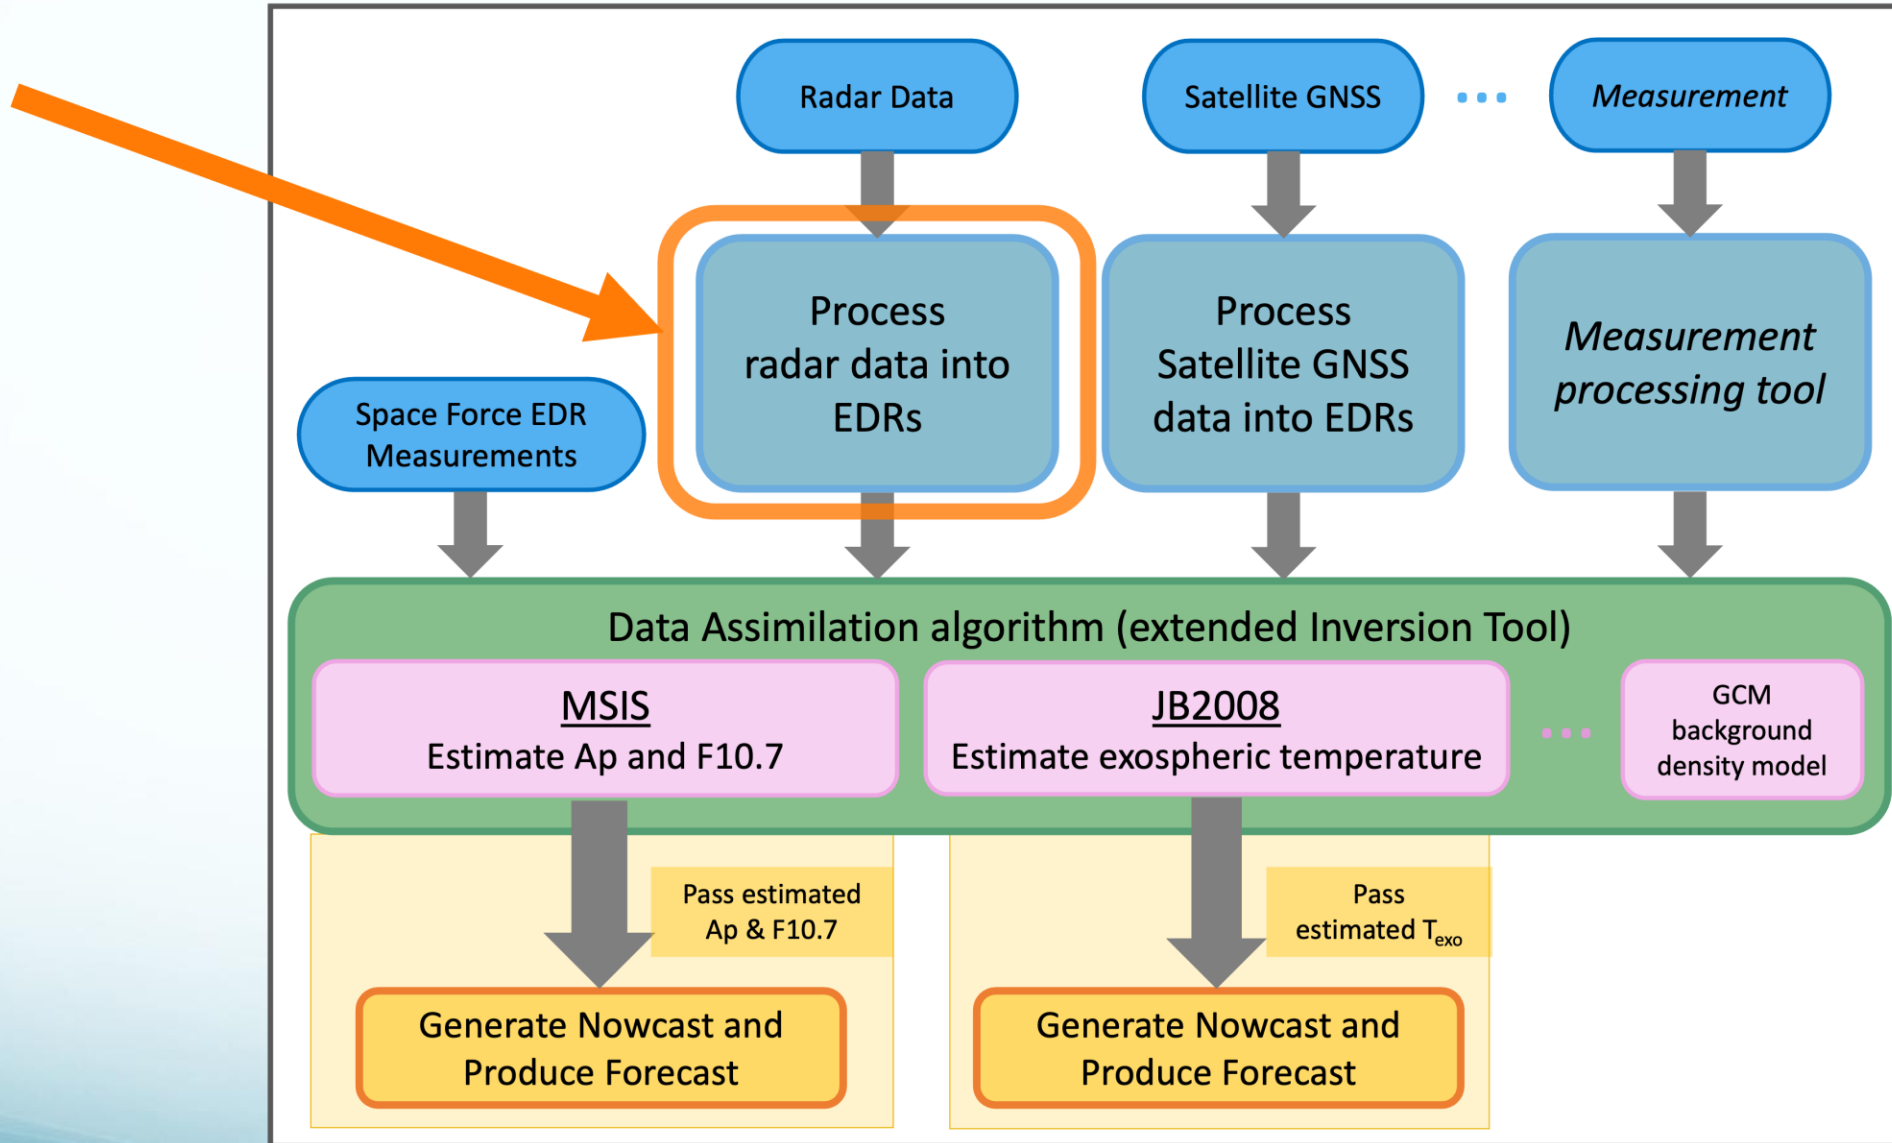 Radar Data
Satellite GNSS
...
Measurement
Process
radar data into
EDRs
Process
Satellite GNSS
data into EDRs
Measurement
processing tool
Space Force EDR
Measurements
Data Assimilation algorithm (extended Inversion Tool)
MSIS
Estimate Ap and F10.7
JB2008
Estimate exospheric temperature
...
GCM
background
density model
Pass estimated
Ap & F10.7
Pass
estimated Texo
Generate Nowcast and
Produce Forecast
Generate Nowcast and
Produce Forecast